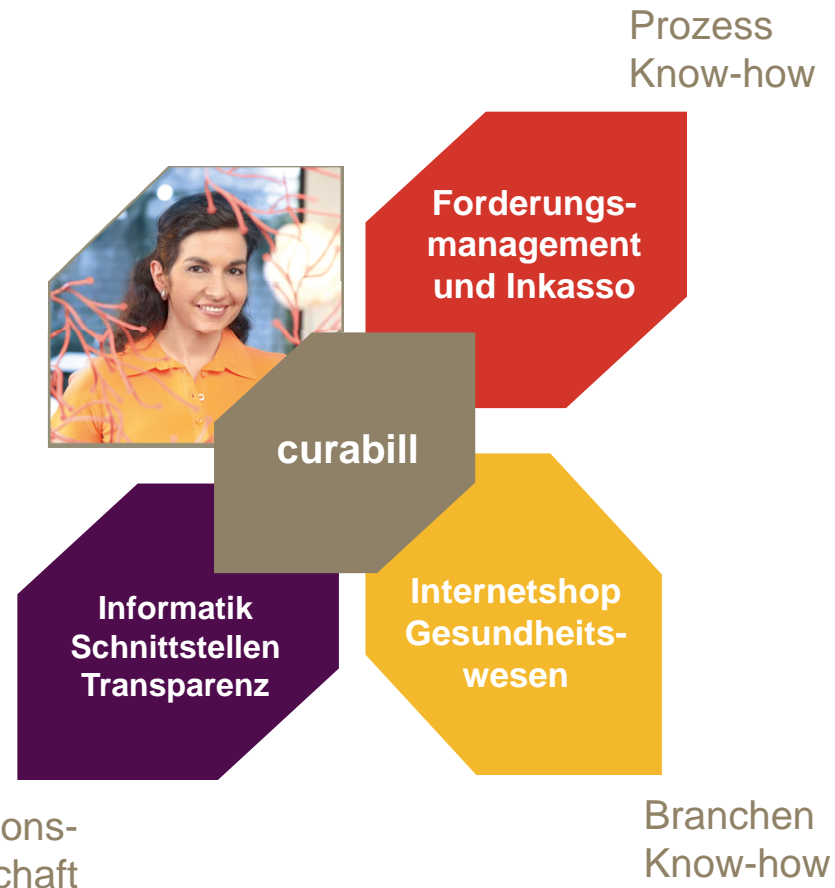 Prozess
Know-how
Forderungs-
management
und Inkasso
curabill
Informatik
Schnittstellen
Transparenz
Internetshop
Gesundheits-
wesen
Branchen
Know-how